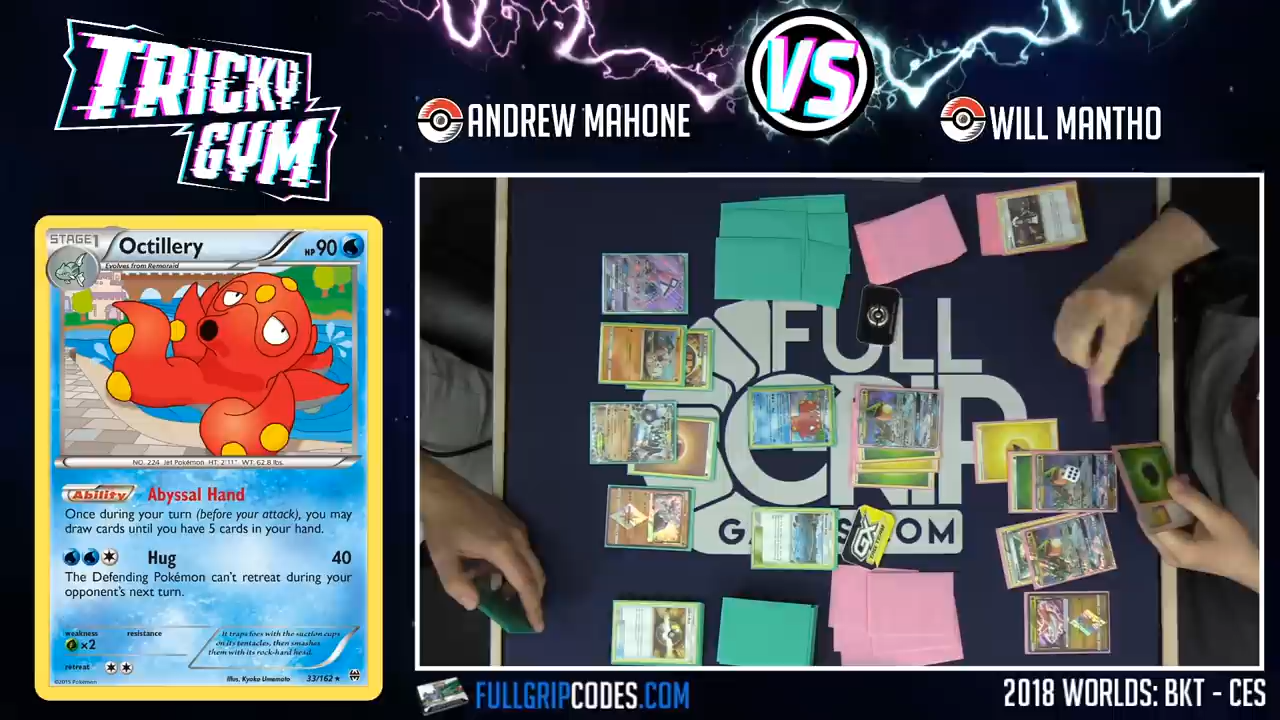 TRICKY
GYM
ANDREW MAHONE
VS
WILL MANTHO
STAGE1
Octillery
HP 90
Evolves from Remoraid
NO. 224 Jet Pokémon HT: 2'11" WT: 62.8 lbs.
Ability Abyssal Hand
Once during your turn (before your attack), you may
draw cards until you have 5 cards in your hand.
Hug 40
The Defending Pokémon can't retreat during your
opponent's next turn.
weakness resistance
×2
retreat
It traps foes with the suction cups
on its tentacles, then smashes
them with its rock-hard head.
©2015 Pokémon
Illus. Kyoko Umemoto
33/162
FULL
GRIP
GX
FULLGRIPCODES.COM
2018 WORLDS: BKT - CES